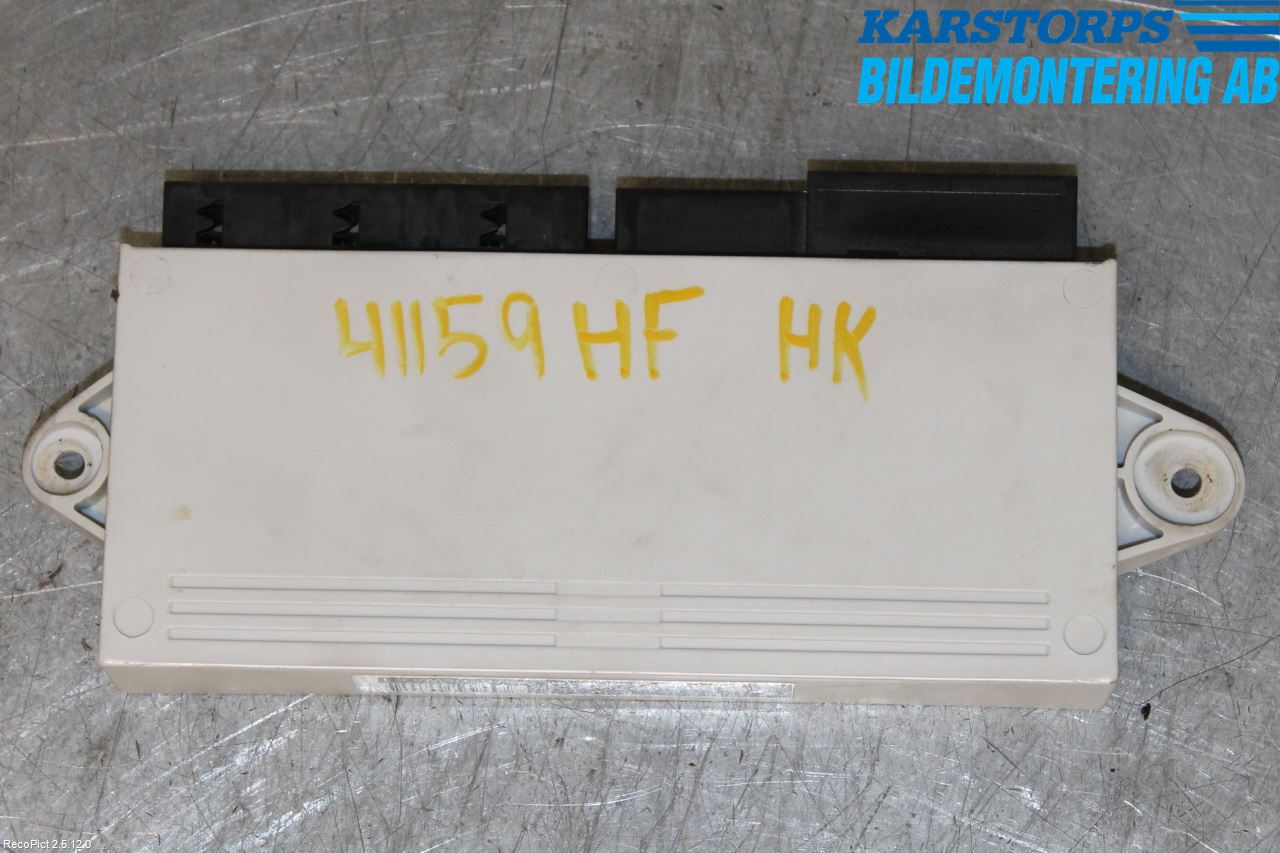 KARSTORPS
BILDEMONTERING AB
41159 HF HK
RecoPict 2.5.12.0